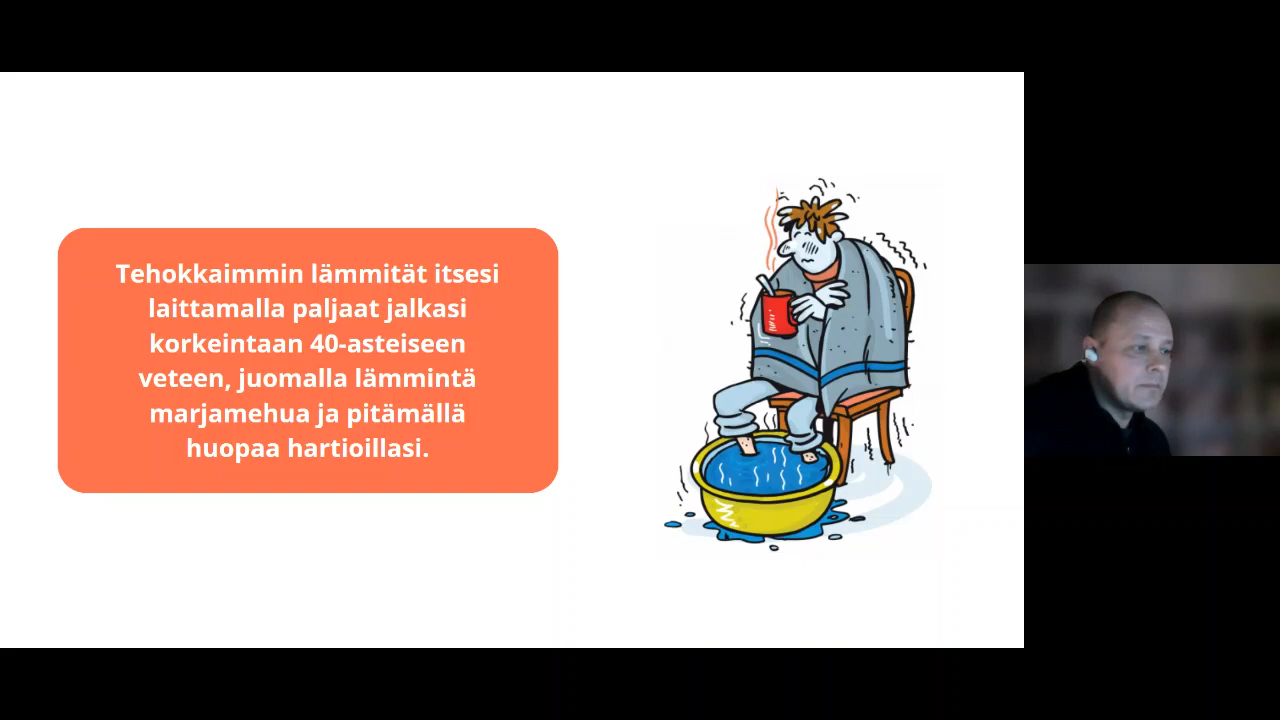 Tehokkaimmin lämmität itsesi
laittamalla paljaat jalkasi
korkeintaan 40-asteiseen
veteen, juomalla lämmintä
marjamehua ja pitämällä
huopaa hartioillasi.